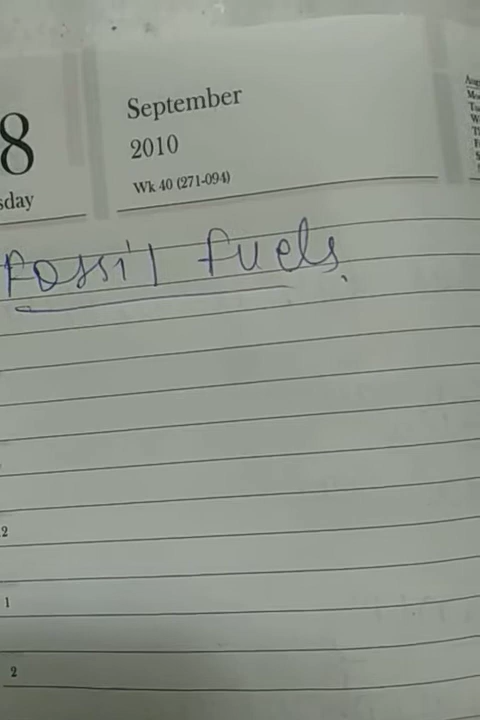 8
sday
September
2010
Wk 40 (271-094)
Fossil fuels.
2
1
2